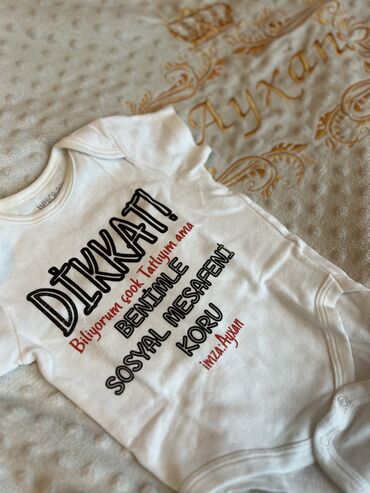 Ayxan
DİKKAT!
Biliyorum çook Tatlıyım ama
BENİMLE
SOSYAL MESAFENİ
KORU
imza:Ayxan